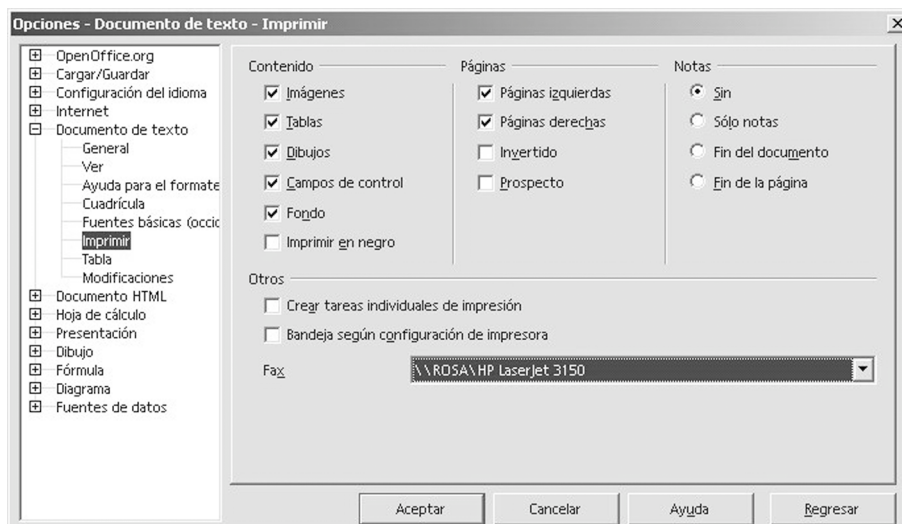 Opciones - Documento de texto - Imprimir
OpenOffice.org
Cargar/Guardar
Configuración del idioma
Internet
Documento de texto
General
Ver
Ayuda para el formate
Cuadrícula
Fuentes básicas (occid
Imprimir
Tabla
Modificaciones
Documento HTML
Hoja de cálculo
Presentación
Dibujo
Fórmula
Diagrama
Fuentes de datos
Contenido
Imágenes
Tablas
Dibujos
Campos de control
Fondo
Imprimir en negro
Páginas
Páginas izquierdas
Páginas derechas
Invertido
Prospecto
Notas
Sin
Sólo notas
Fin del documento
Fin de la página
Otros
Crear tareas individuales de impresión
Bandeja según configuración de impresora
Fax
\\ROSA\HP LaserJet 3150
Aceptar
Cancelar
Ayuda
Regresar